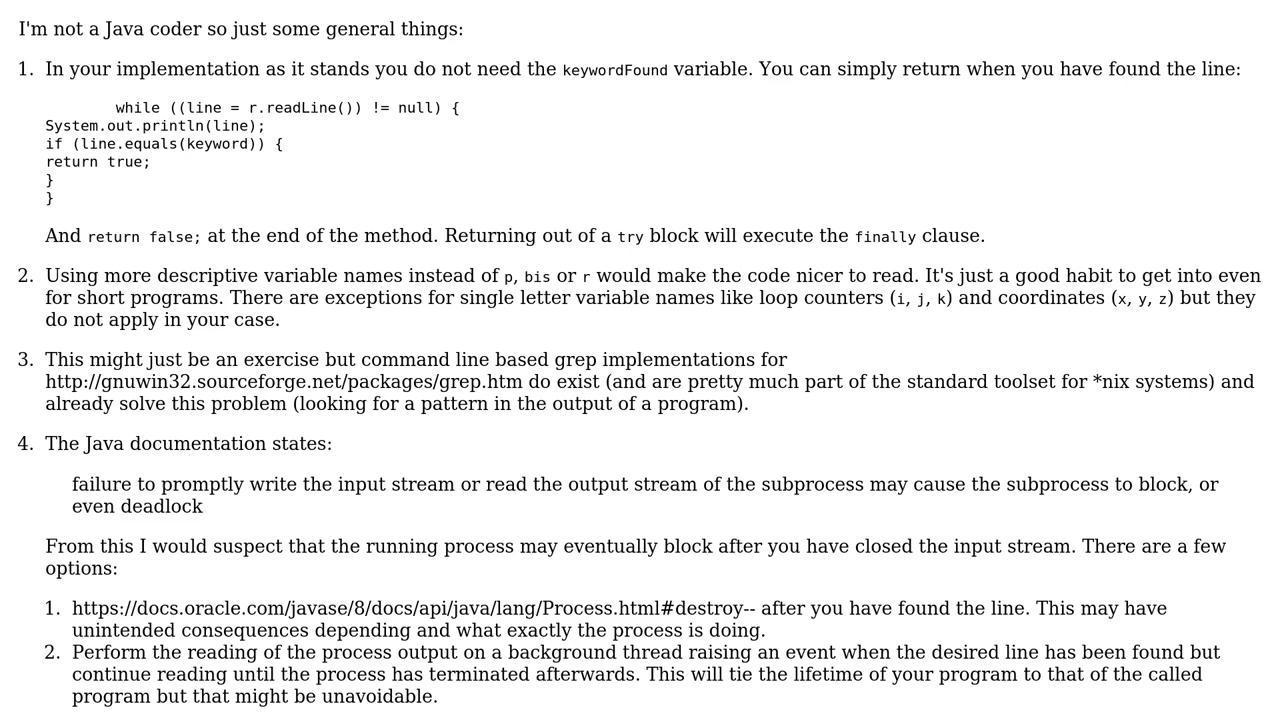 I'm not a Java coder so just some general things:
1. In your implementation as it stands you do not need the keywordFound variable. You can simply return when you have found the line:
while ((line = r.readLine()) != null) {
System.out.println(line);
if (line.equals(keyword)) {
return true;
}
}
And return false; at the end of the method. Returning out of a try block will execute the finally clause.
2. Using more descriptive variable names instead of p, bis or r would make the code nicer to read. It's just a good habit to get into even
for short programs. There are exceptions for single letter variable names like loop counters (i, j, k) and coordinates (x, y, z) but they
do not apply in your case.
3. This might just be an exercise but command line based grep implementations for
http://gnuwin32.sourceforge.net/packages/grep.htm do exist (and are pretty much part of the standard toolset for *nix systems) and
already solve this problem (looking for a pattern in the output of a program).
4. The Java documentation states:
failure to promptly write the input stream or read the output stream of the subprocess may cause the subprocess to block, or
even deadlock
From this I would suspect that the running process may eventually block after you have closed the input stream. There are a few
options:
1. https://docs.oracle.com/javase/8/docs/api/java/lang/Process.html#destroy-- after you have found the line. This may have
unintended consequences depending and what exactly the process is doing.
2. Perform the reading of the process output on a background thread raising an event when the desired line has been found but
continue reading until the process has terminated afterwards. This will tie the lifetime of your program to that of the called
program but that might be unavoidable.